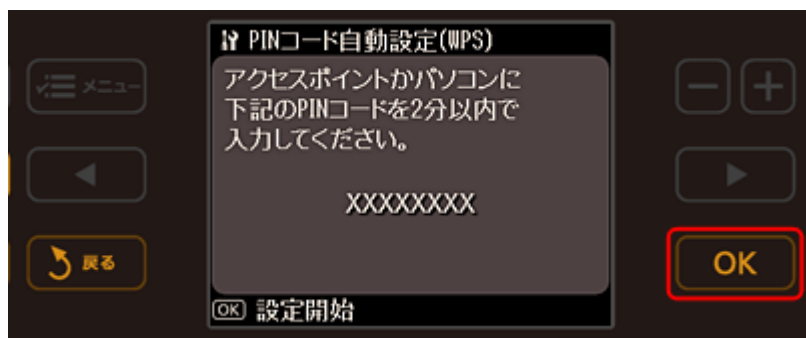 PINコード自動設定(WPS)
メニュー
アクセスポイントかパソコンに
下記のPINコードを2分以内で
入力してください。
XXXXXXXX
戻る
OK
OK 設定開始